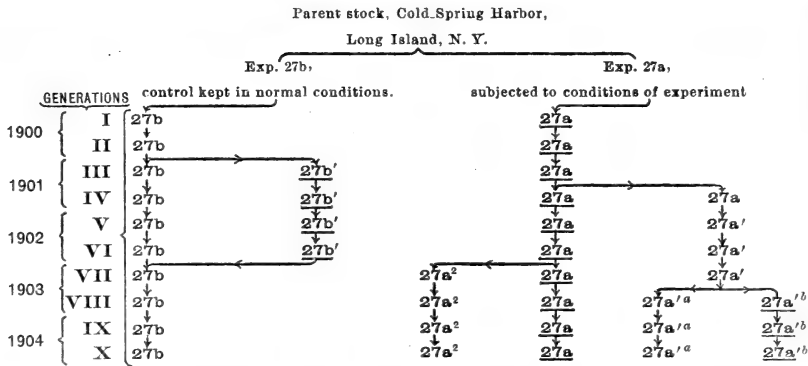 Parent stock, Cold Spring Harbor,
Long Island, N. Y.
Exp. 27b, Exp. 27a,
control kept in normal conditions. subjected to conditions of experiment
GENERATIONS
1900 I 27b 27a
II 27b 27a
1901 III 27b 27b' 27a
IV 27b 27b' 27a 27a
1902 V 27b 27b' 27a 27a'
VI 27b 27b' 27a 27a'
1903 VII 27b 27a² 27a 27a'
VIII 27b 27a² 27a 27a'ᵃ 27a'ᵇ
1904 IX 27b 27a² 27a 27a'ᵃ 27a'ᵇ
X 27b 27a² 27a 27a'ᵃ 27a'ᵇ